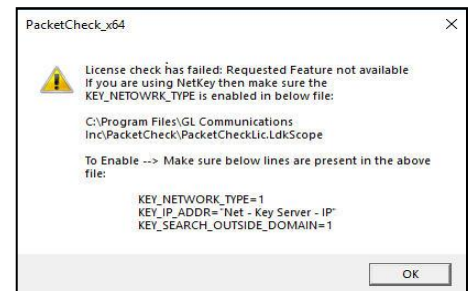 PacketCheck_x64
License check has failed: Requested Feature not available
If you are using NetKey then make sure the
KEY_NETOWRK_TYPE is enabled in below file:
C:\Program Files\GL Communications
Inc\PacketCheck\PacketCheckLic.LdkScope
To Enable --> Make sure below lines are present in the above
file:
KEY_NETWORK_TYPE=1
KEY_IP_ADDR="Net - Key Server - IP"
KEY_SEARCH_OUTSIDE_DOMAIN=1
OK